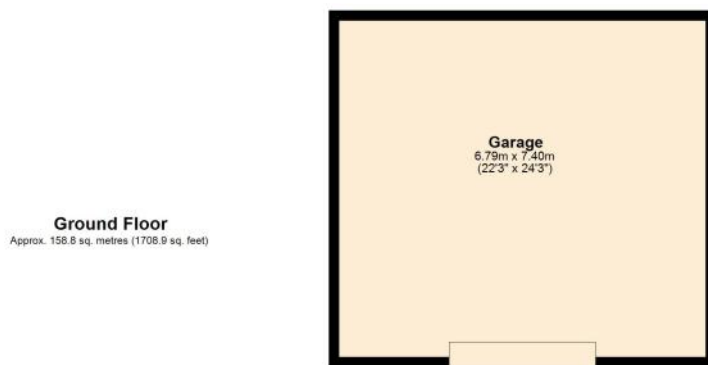 Garage
6.79m x 7.40m
(22'3" x 24'3")
Ground Floor
Approx. 158.8 sq. metres (1708.9 sq. feet)